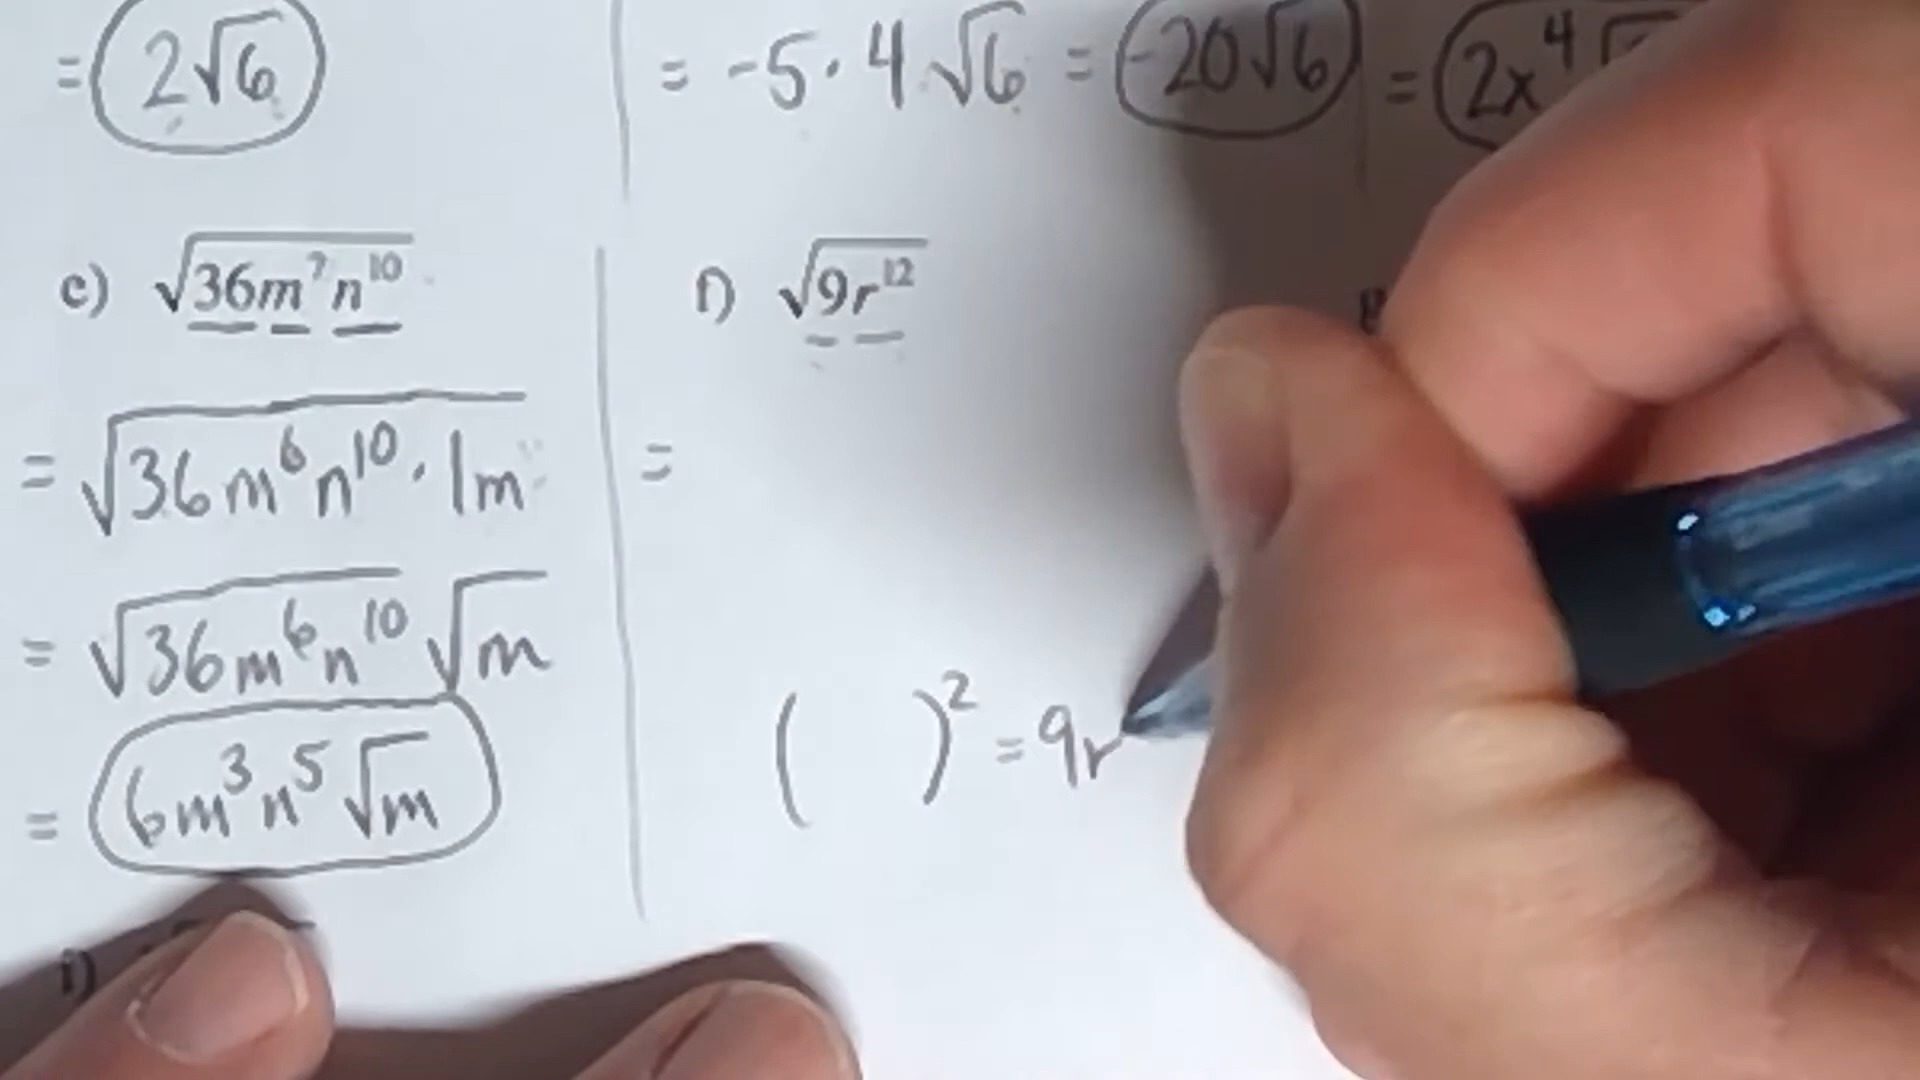 = 2√6
= -5·4√6 = -20√6
= 2x⁴√
c) √(36m⁷n¹⁰)
= √(36m⁶n¹⁰·1m)
= √(36m⁶n¹⁰) √m
= 6m³n⁵√m
f) √(9r¹²)
=
( )² = 9r
i)